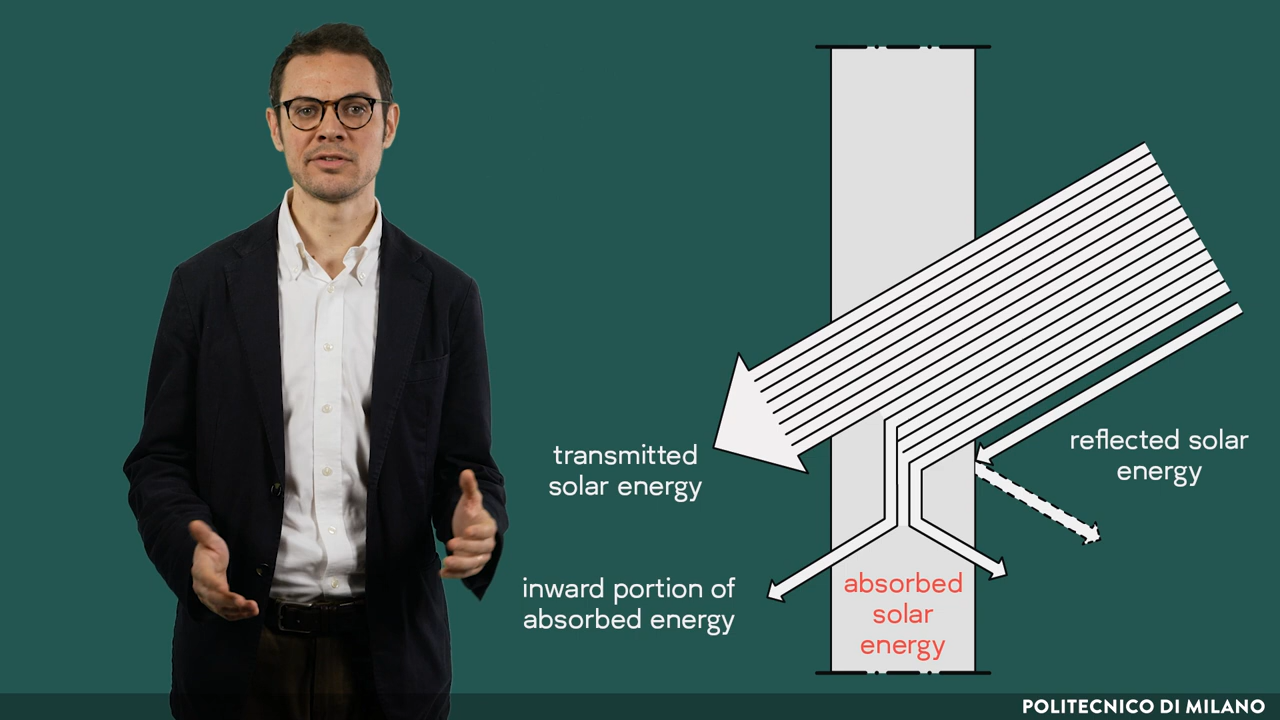 transmitted
solar energy
reflected solar
energy
inward portion of
absorbed energy
absorbed
solar
energy
POLITECNICO DI MILANO